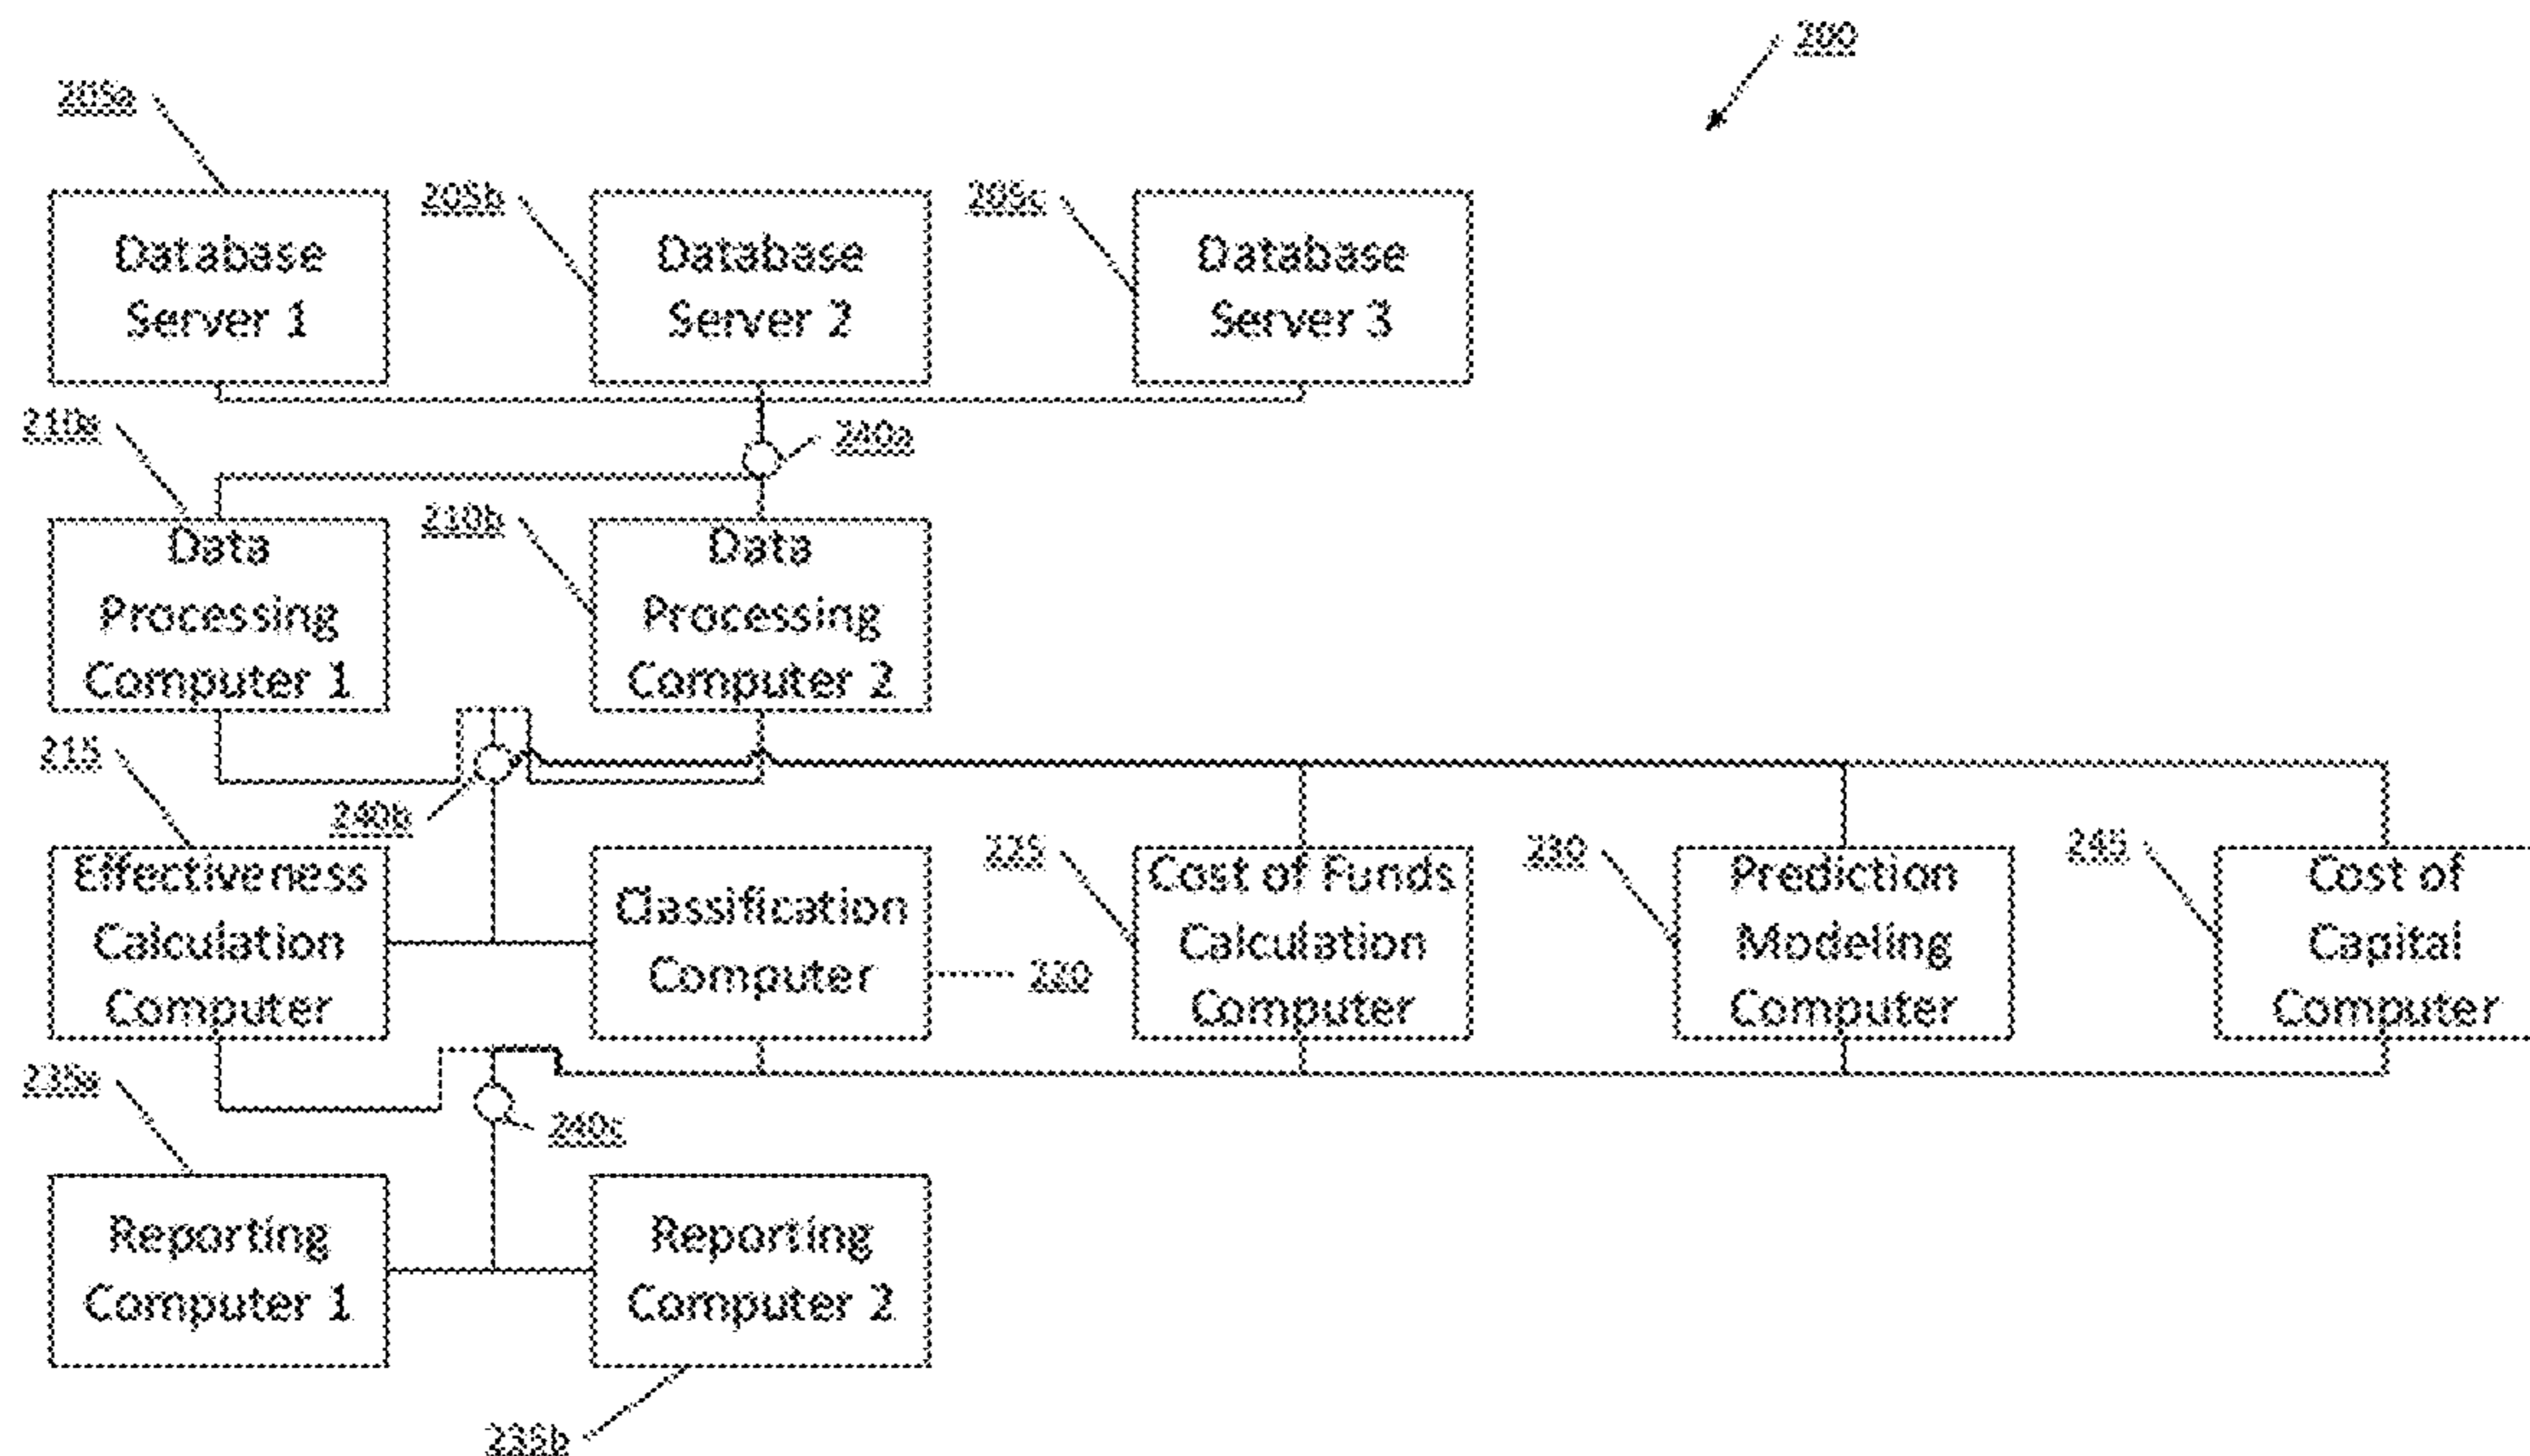 200
205a
205b
205c
Database
Server 1
Database
Server 2
Database
Server 3
210a
240a
210b
Data
Processing
Computer 1
Data
Processing
Computer 2
215
240b
225
230
245
Effectiveness
Calculation
Computer
Classification
Computer
220
Cost of Funds
Calculation
Computer
Prediction
Modeling
Computer
Cost of
Capital
Computer
235a
240c
Reporting
Computer 1
Reporting
Computer 2
235b